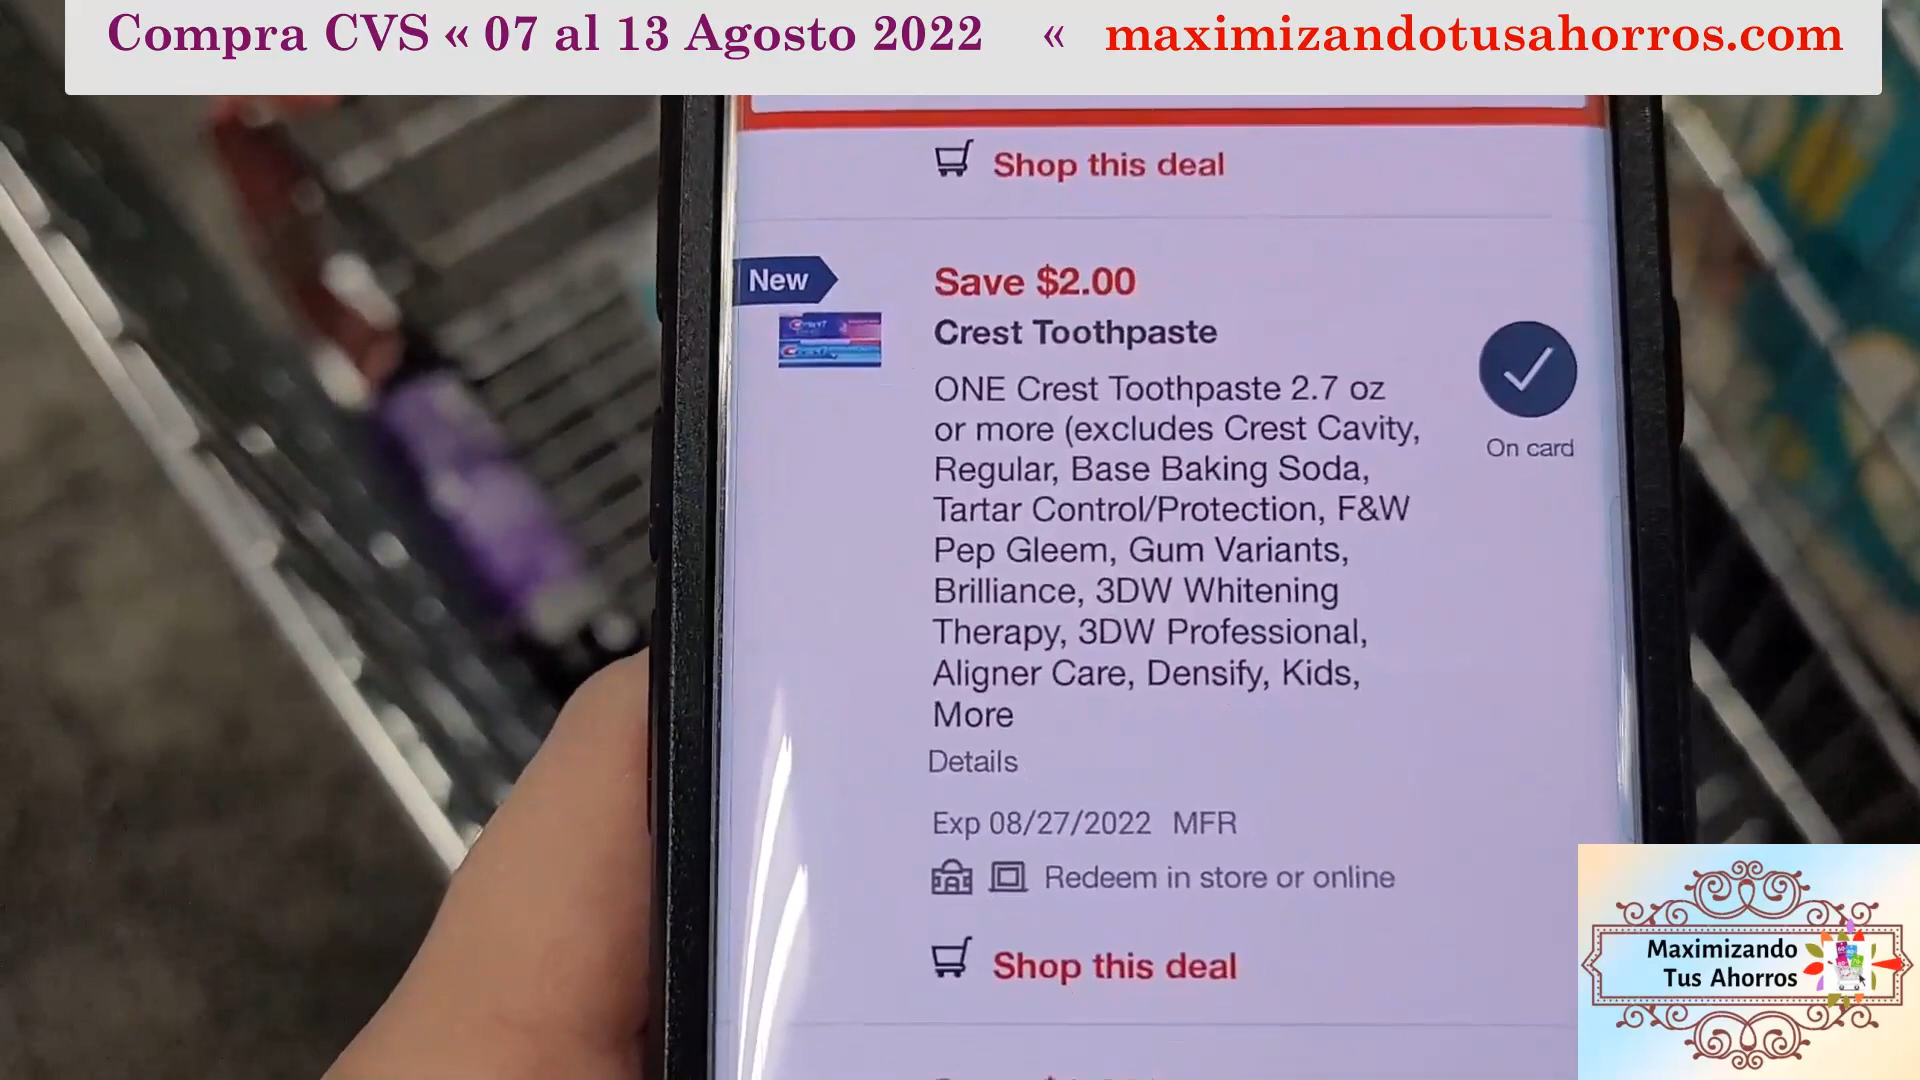 Compra CVS « 07 al 13 Agosto 2022 « maximizandotusahorros.com
Shop this deal
New
Save $2.00
Crest Toothpaste
ONE Crest Toothpaste 2.7 oz
or more (excludes Crest Cavity,
Regular, Base Baking Soda,
Tartar Control/Protection, F&W
Pep Gleem, Gum Variants,
Brilliance, 3DW Whitening
Therapy, 3DW Professional,
Aligner Care, Densify, Kids,
More
On card
Details
Exp 08/27/2022 MFR
Redeem in store or online
Shop this deal
Maximizando
Tus Ahorros